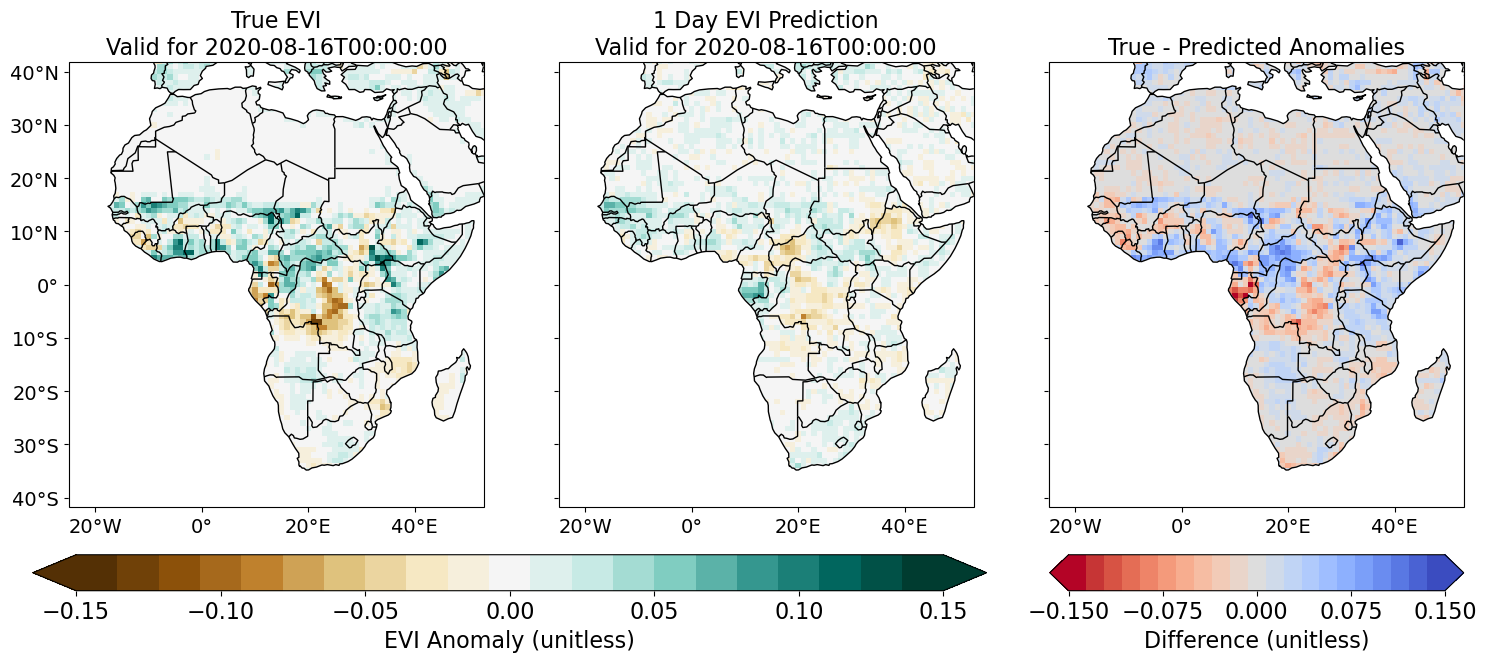 True EVI
Valid for 2020-08-16T00:00:00
1 Day EVI Prediction
Valid for 2020-08-16T00:00:00
True - Predicted Anomalies
40°N
30°N
20°N
10°N
0°
10°S
20°S
30°S
40°S
20°W 0° 20°E 40°E
20°W 0° 20°E 40°E
20°W 0° 20°E 40°E
−0.15 −0.10 −0.05 0.00 0.05 0.10 0.15
EVI Anomaly (unitless)
−0.150 −0.075 0.000 0.075 0.150
Difference (unitless)